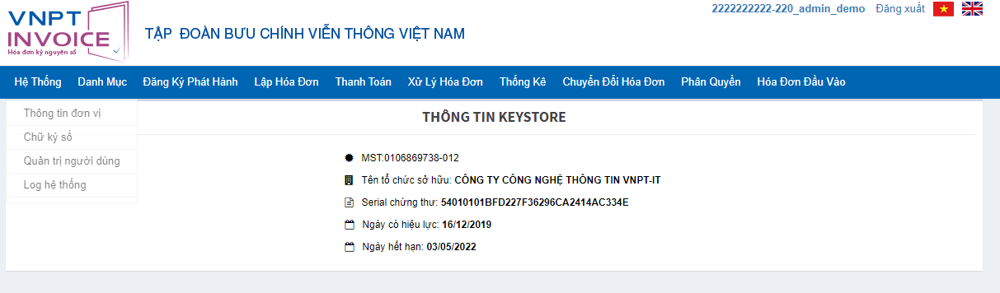 VNPT
INVOICE
Hóa đơn kỷ nguyên số
2222222222-220_admin_demo Đăng xuất
TẬP ĐOÀN BƯU CHÍNH VIỄN THÔNG VIỆT NAM
Hệ Thống Danh Mục Đăng Ký Phát Hành Lập Hóa Đơn Thanh Toán Xử Lý Hóa Đơn Thống Kê Chuyển Đổi Hóa Đơn Phân Quyền Hóa Đơn Đầu Vào
Thông tin đơn vị
Chữ ký số
Quản trị người dùng
Log hệ thống
THÔNG TIN KEYSTORE
MST:0106869738-012
Tên tổ chức sở hữu: CÔNG TY CÔNG NGHỆ THÔNG TIN VNPT-IT
Serial chứng thư: 54010101BFD227F36296CA2414AC334E
Ngày có hiệu lực: 16/12/2019
Ngày hết hạn: 03/05/2022